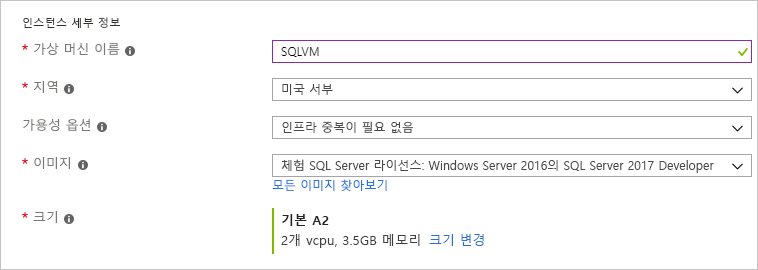 인스턴스 세부 정보
* 가상 머신 이름
SQLVM
* 지역
미국 서부
가용성 옵션
인프라 중복이 필요 없음
* 이미지
체험 SQL Server 라이선스: Windows Server 2016의 SQL Server 2017 Developer
모든 이미지 찾아보기
* 크기
기본 A2
2개 vcpu, 3.5GB 메모리 크기 변경